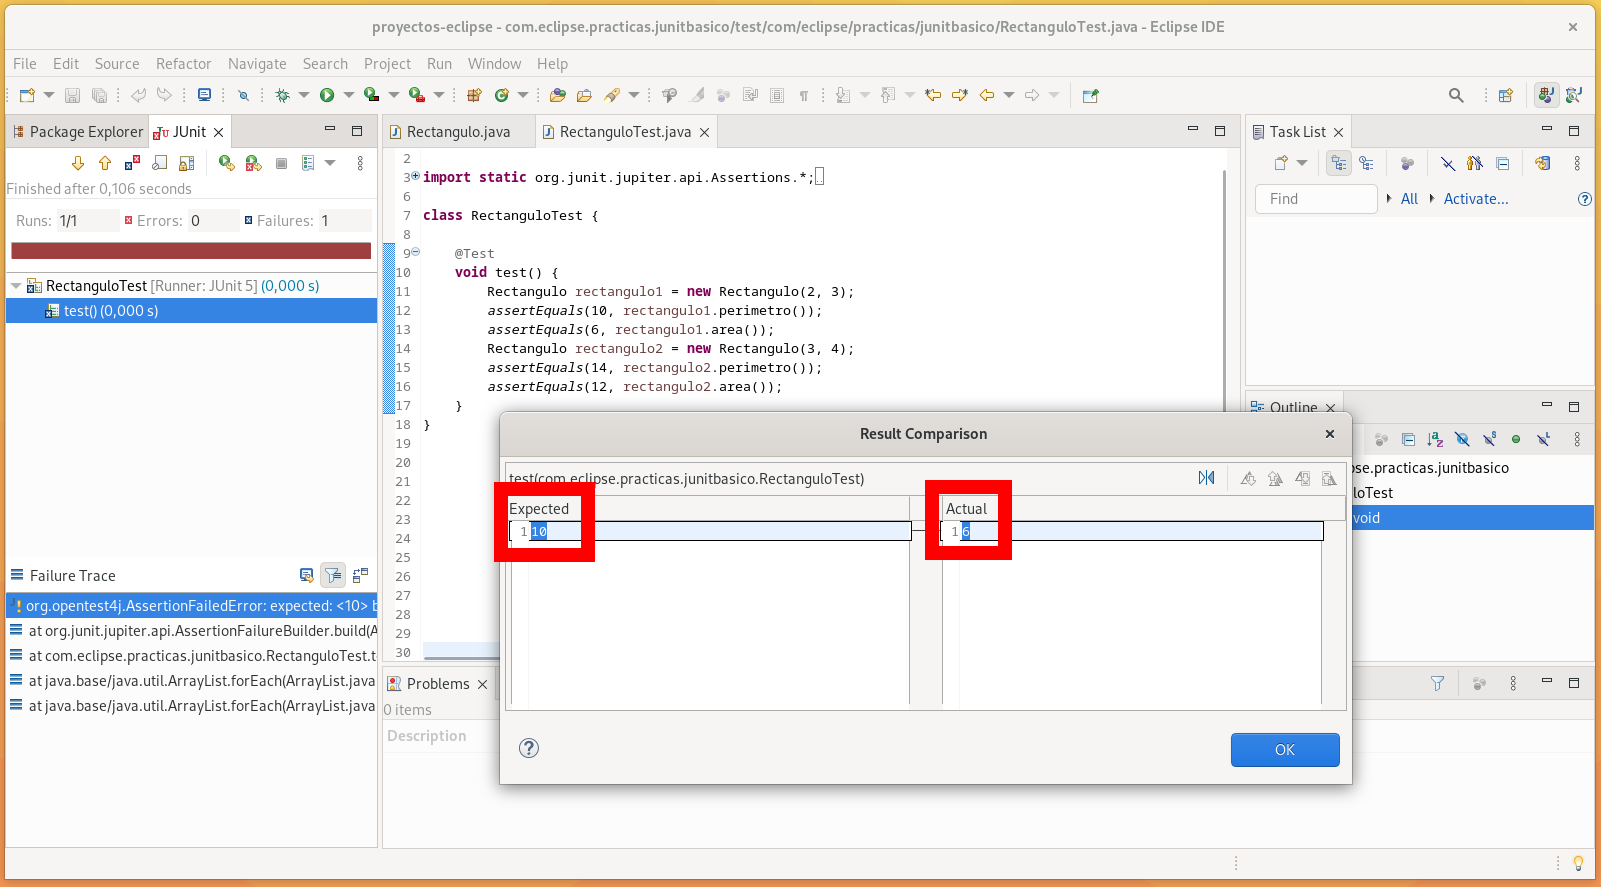 proyectos-eclipse - com.eclipse.practicas.junitbasico/test/com/eclipse/practicas/junitbasico/RectanguloTest.java - Eclipse IDE
File Edit Source Refactor Navigate Search Project Run Window Help
Package Explorer
JUnit
Finished after 0,106 seconds
Runs: 1/1 Errors: 0 Failures: 1
RectanguloTest [Runner: JUnit 5] (0,000 s)
test() (0,000 s)
Failure Trace
org.opentest4j.AssertionFailedError: expected: <10> b
at org.junit.jupiter.api.AssertionFailureBuilder.build(A
at com.eclipse.practicas.junitbasico.RectanguloTest.t
at java.base/java.util.ArrayList.forEach(ArrayList.java
at java.base/java.util.ArrayList.forEach(ArrayList.java
Rectangulo.java
RectanguloTest.java
2
3 import static org.junit.jupiter.api.Assertions.*;
6
7 class RectanguloTest {
8
9 @Test
10 void test() {
11 Rectangulo rectangulo1 = new Rectangulo(2, 3);
12 assertEquals(10, rectangulo1.perimetro());
13 assertEquals(6, rectangulo1.area());
14 Rectangulo rectangulo2 = new Rectangulo(3, 4);
15 assertEquals(14, rectangulo2.perimetro());
16 assertEquals(12, rectangulo2.area());
17 }
18 }
19
20
21
22
23
24
25
26
27
28
29
30
Task List
Find
All
Activate...
Outline
se.practicas.junitbasico
loTest
void
Result Comparison
test(com.eclipse.practicas.junitbasico.RectanguloTest)
Expected
1 10
Actual
1 6
OK
Problems
0 items
Description